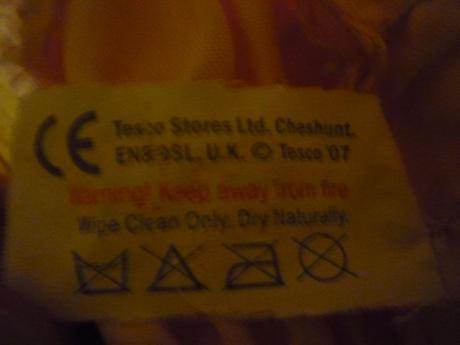 CE Tesco Stores Ltd. Cheshunt,
EN8 9SL, U.K. © Tesco '07
Warning! Keep away from fire
Wipe Clean Only. Dry Naturally.